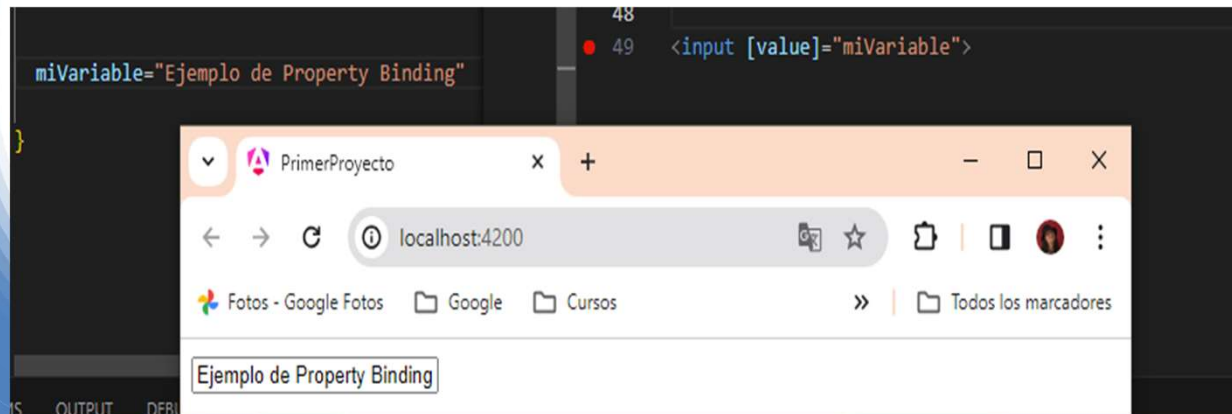 48
49 <input [value]="miVariable">
miVariable="Ejemplo de Property Binding"
}
PrimerProyecto
localhost:4200
Fotos - Google Fotos Google Cursos » Todos los marcadores
Ejemplo de Property Binding
OUTPUT